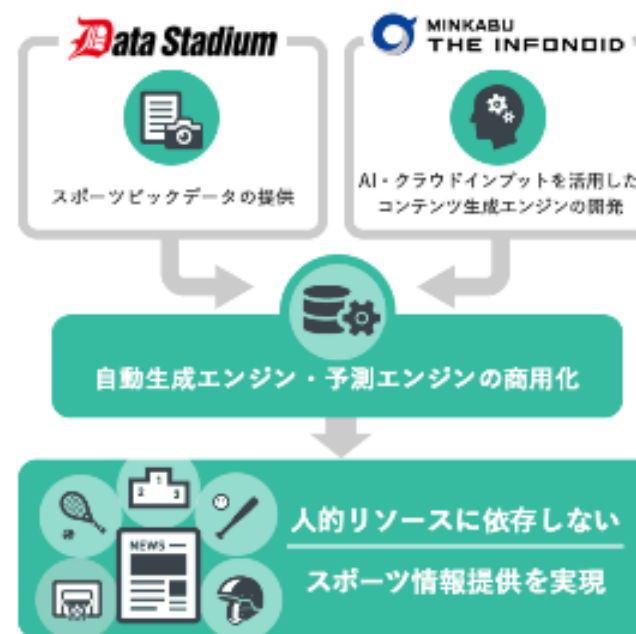 Data Stadium
スポーツビックデータの提供
MINKABU
THE INFONOID
AI・クラウドインプットを活用した
コンテンツ生成エンジンの開発
自動生成エンジン・予測エンジンの商用化
1
2
3
NEWS
人的リソースに依存しない
スポーツ情報提供を実現